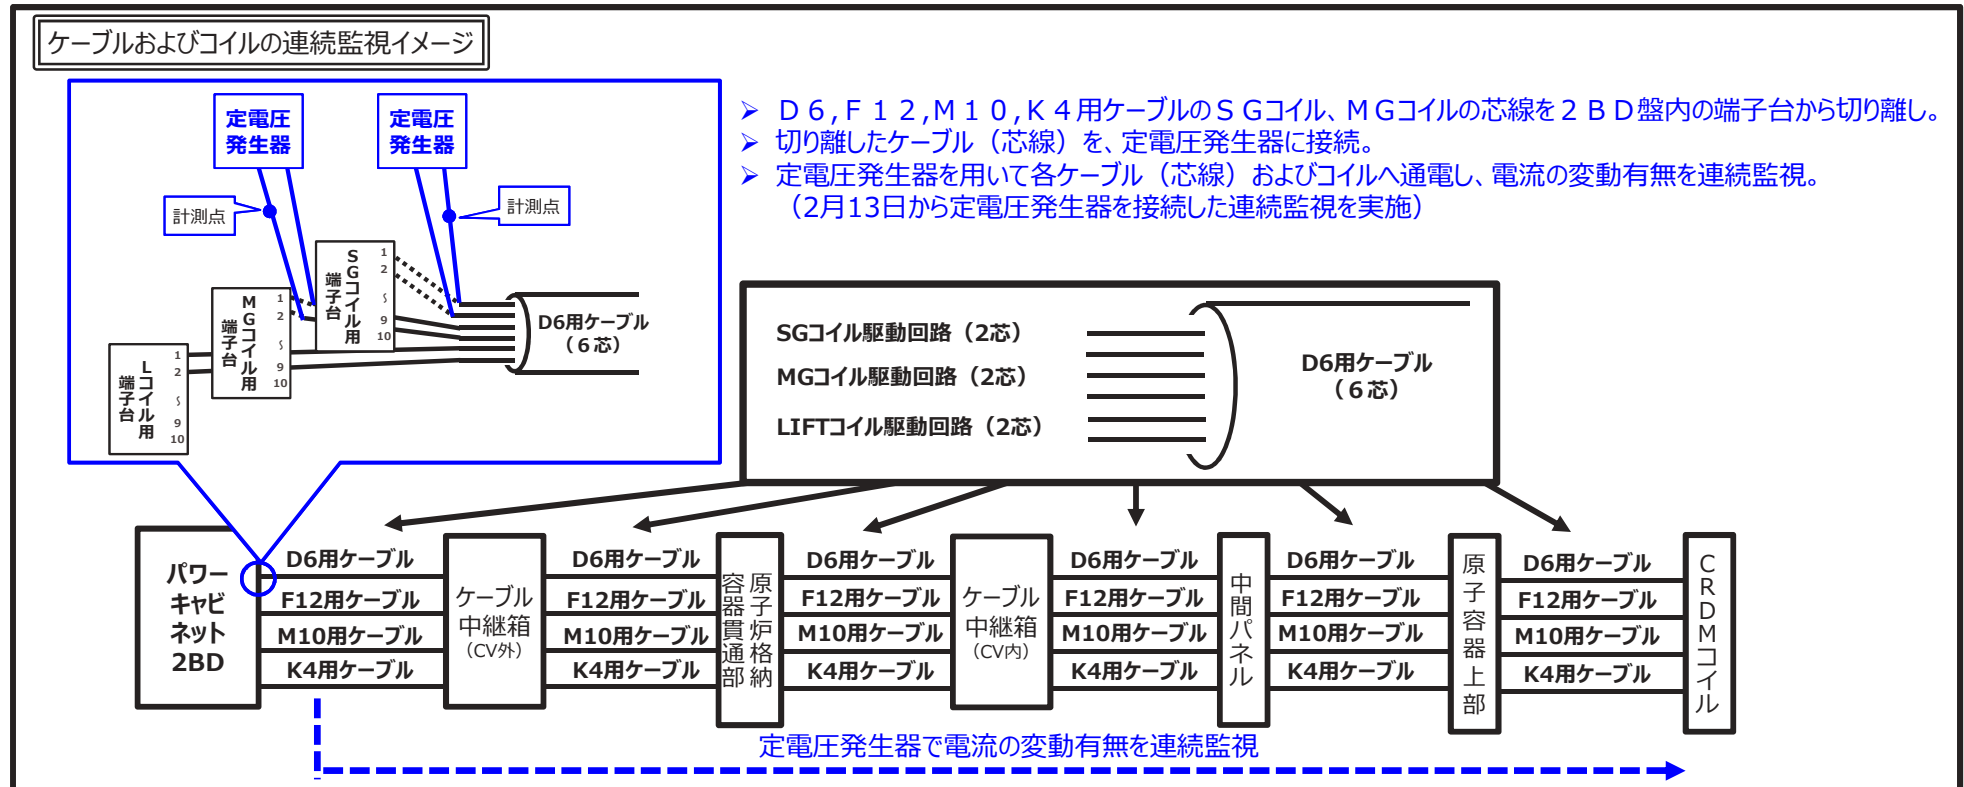 ケーブルおよびコイルの連続監視イメージ
➢ D6,F12,M10,K4用ケーブルのSGコイル、MGコイルの芯線を2BD盤内の端子台から切り離し。
➢ 切り離したケーブル（芯線）を、定電圧発生器に接続。
➢ 定電圧発生器を用いて各ケーブル（芯線）およびコイルへ通電し、電流の変動有無を連続監視。
（2月13日から定電圧発生器を接続した連続監視を実施）
定電圧
発生器
定電圧
発生器
計測点
計測点
SGコイル用
端子台
1
2
～
9
10
MGコイル用
端子台
1
2
～
9
10
Lコイル用
端子台
1
2
～
9
10
D6用ケーブル
（６芯）
SGコイル駆動回路（2芯）
MGコイル駆動回路（2芯）
LIFTコイル駆動回路（2芯）
D6用ケーブル
（６芯）
パワー
キャビ
ネット
2BD
D6用ケーブル
F12用ケーブル
M10用ケーブル
K4用ケーブル
ケーブル
中継箱
（CV外）
D6用ケーブル
F12用ケーブル
M10用ケーブル
K4用ケーブル
原子炉格納
容器貫通部
D6用ケーブル
F12用ケーブル
M10用ケーブル
K4用ケーブル
ケーブル
中継箱
（CV内）
D6用ケーブル
F12用ケーブル
M10用ケーブル
K4用ケーブル
中間パネル
D6用ケーブル
F12用ケーブル
M10用ケーブル
K4用ケーブル
原子容器上部
D6用ケーブル
F12用ケーブル
M10用ケーブル
K4用ケーブル
CRDMコイル
定電圧発生器で電流の変動有無を連続監視